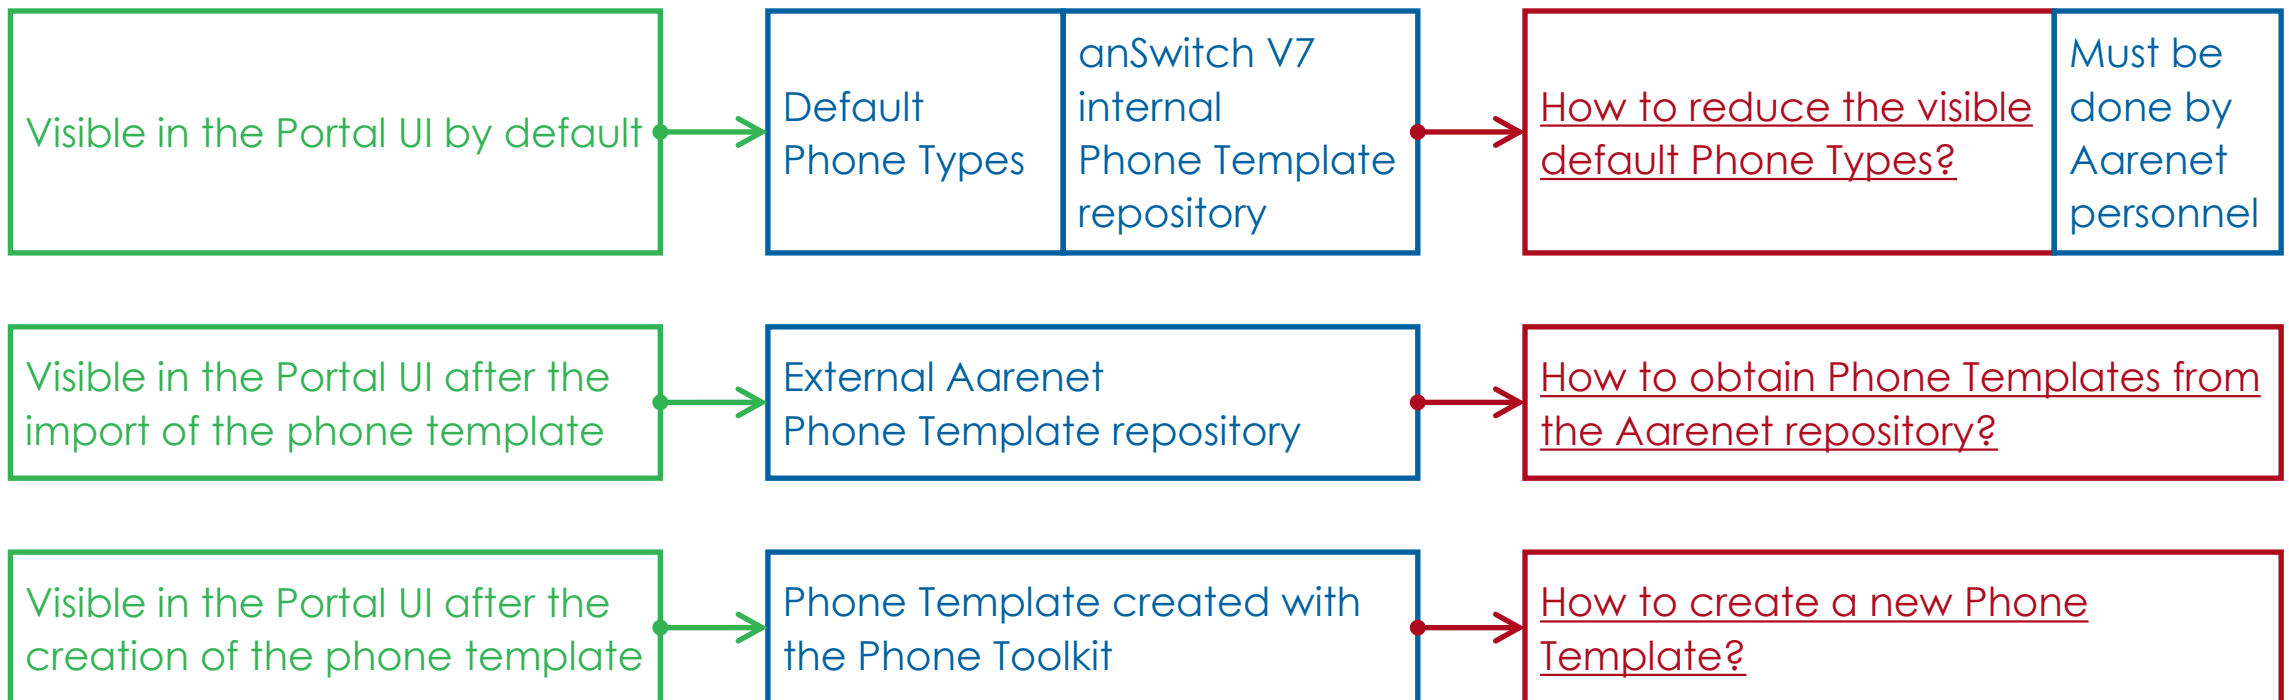 Visible in the Portal UI by default
Default
Phone Types
anSwitch V7
internal
Phone Template
repository
How to reduce the visible
default Phone Types?
Must be
done by
Aarenet
personnel
Visible in the Portal UI after the
import of the phone template
External Aarenet
Phone Template repository
How to obtain Phone Templates from
the Aarenet repository?
Visible in the Portal UI after the
creation of the phone template
Phone Template created with
the Phone Toolkit
How to create a new Phone
Template?